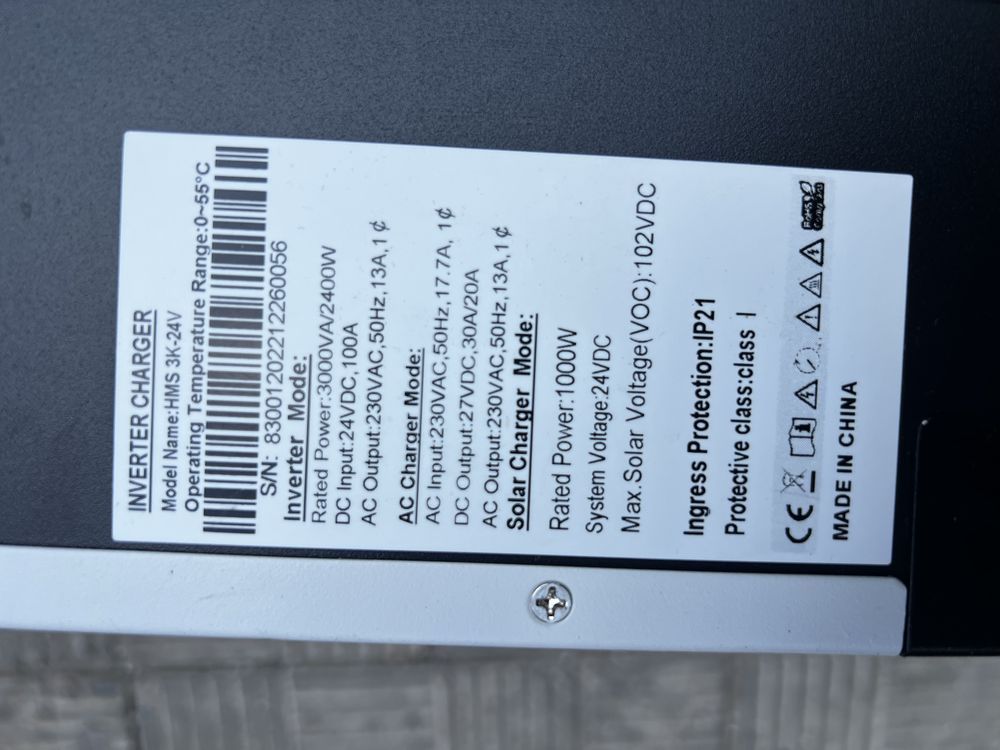 INVERTER CHARGER
Model Name:HMS 3K-24V
Operating Temperature Range:0~55°C
S/N: 83001202212260056
Inverter Mode:
Rated Power:3000VA/2400W
DC Input:24VDC,100A
AC Output:230VAC,50Hz,13A,1¢
AC Charger Mode:
AC Input:230VAC,50Hz,17.7A, 1¢
DC Output:27VDC,30A/20A
AC Output:230VAC,50Hz,13A,1¢
Solar Charger Mode:
Rated Power:1000W
System Voltage:24VDC
Max.Solar Voltage(VOC):102VDC
Ingress Protection:IP21
Protective class:class I
CE RoHS
MADE IN CHINA